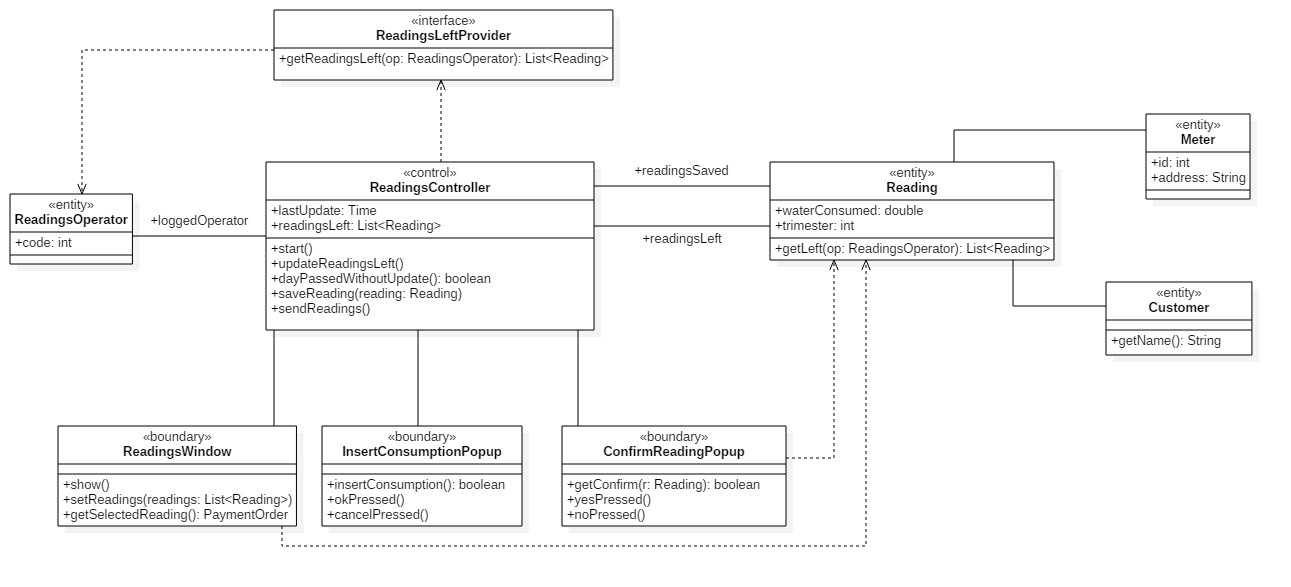 «interface»
ReadingsLeftProvider
+getReadingsLeft(op: ReadingsOperator): List<Reading>
«entity»
Meter
+id: int
+address: String
«control»
ReadingsController
+lastUpdate: Time
+readingsLeft: List<Reading>
+start()
+updateReadingsLeft()
+dayPassedWithoutUpdate(): boolean
+saveReading(reading: Reading)
+sendReadings()
+readingsSaved
+readingsLeft
«entity»
Reading
+waterConsumed: double
+trimester: int
+getLeft(op: ReadingsOperator): List<Reading>
«entity»
ReadingsOperator
+code: int
+loggedOperator
«entity»
Customer
+getName(): String
«boundary»
ReadingsWindow
+show()
+setReadings(readings: List<Reading>)
+getSelectedReading(): PaymentOrder
«boundary»
InsertConsumptionPopup
+insertConsumption(): boolean
+okPressed()
+cancelPressed()
«boundary»
ConfirmReadingPopup
+getConfirm(r: Reading): boolean
+yesPressed()
+noPressed()